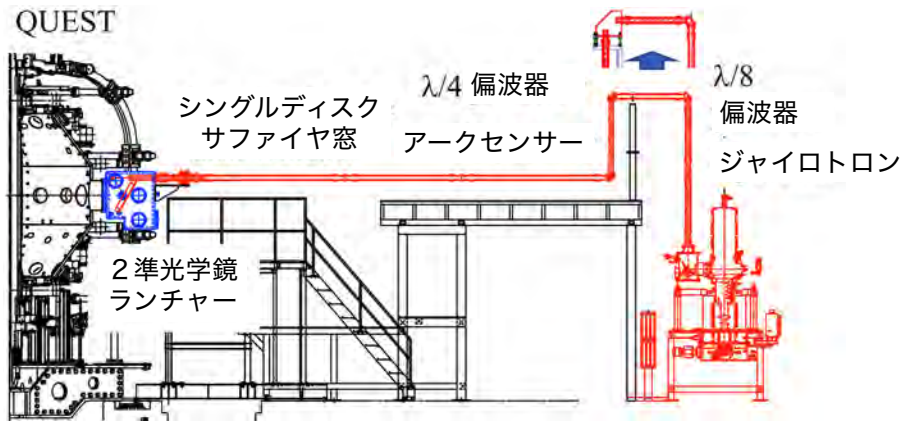 QUEST
シングルディスク
サファイヤ窓
λ/4 偏波器
アークセンサー
λ/8
偏波器
ジャイロトロン
２準光学鏡
ランチャー